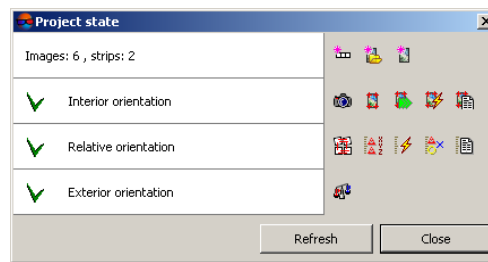 Project state
Images: 6 , strips: 2
Interior orientation
Relative orientation
Exterior orientation
Refresh
Close